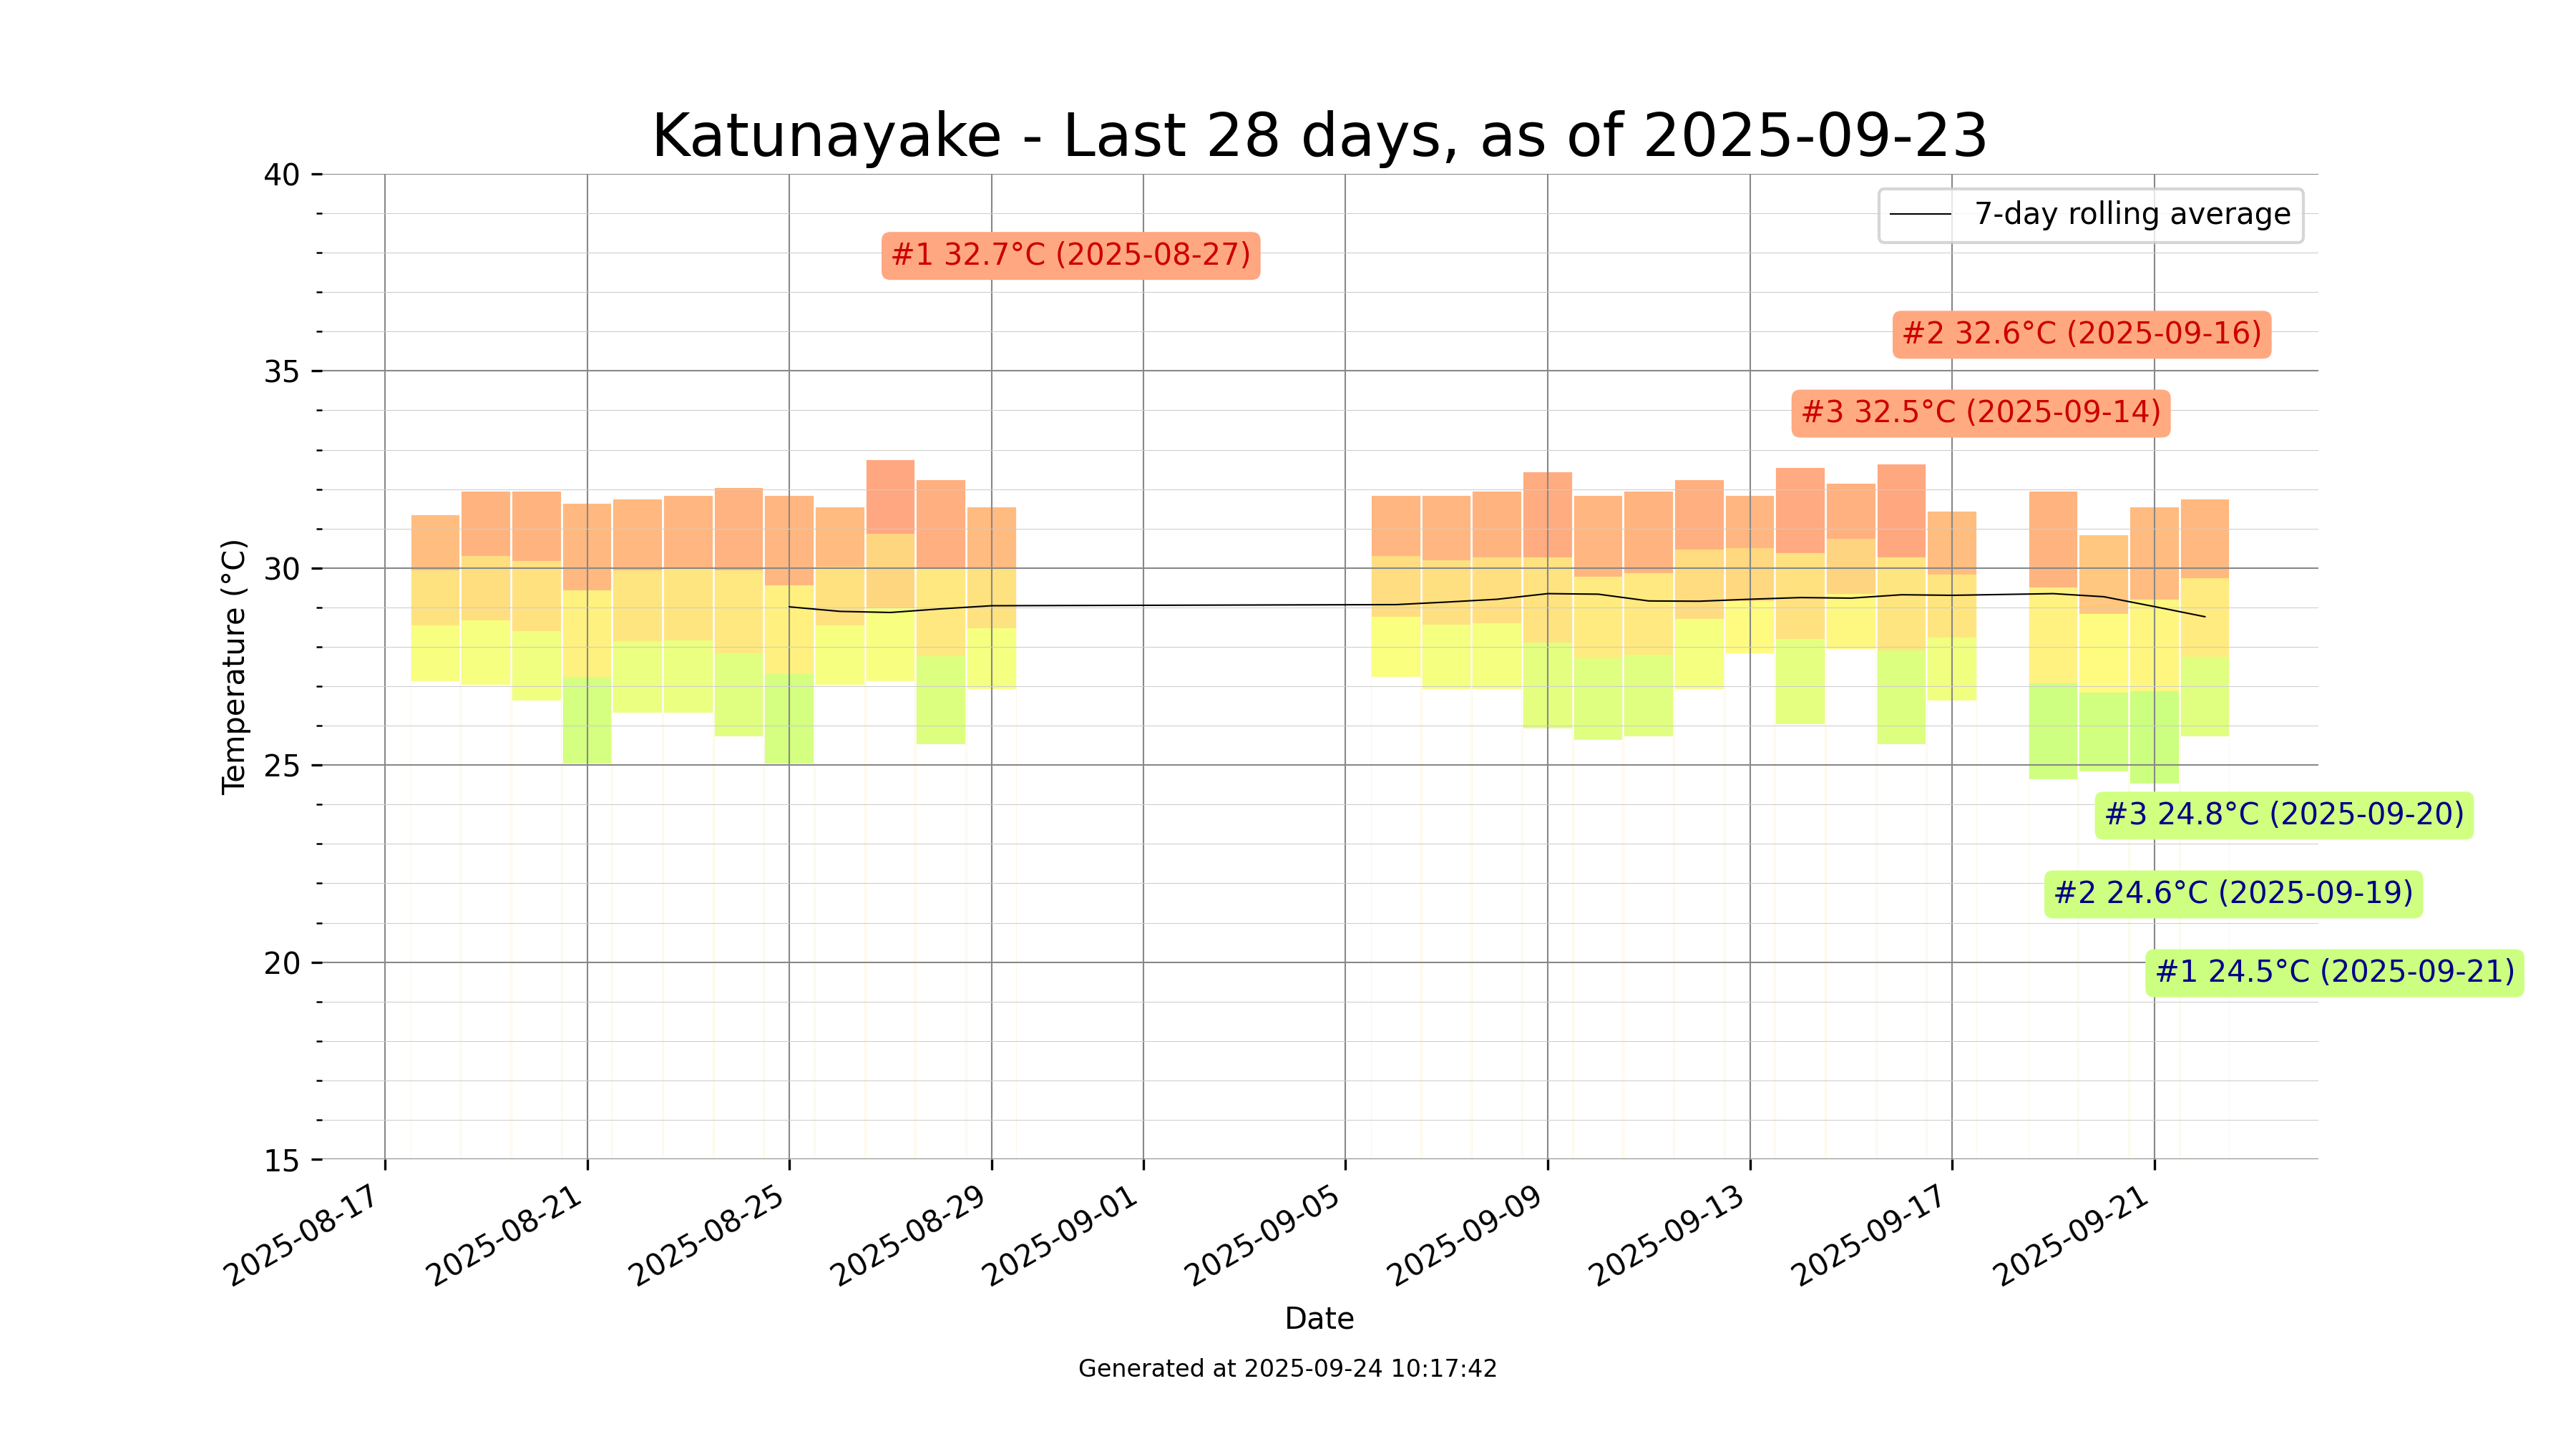 Katunayake - Last 28 days, as of 2025-09-23
7-day rolling average
#1 32.7°C (2025-08-27)
#2 32.6°C (2025-09-16)
#3 32.5°C (2025-09-14)
#3 24.8°C (2025-09-20)
#2 24.6°C (2025-09-19)
#1 24.5°C (2025-09-21)
Temperature (°C)
40
35
30
25
20
15
2025-08-17
2025-08-21
2025-08-25
2025-08-29
2025-09-01
2025-09-05
2025-09-09
2025-09-13
2025-09-17
2025-09-21
Date
Generated at 2025-09-24 10:17:42